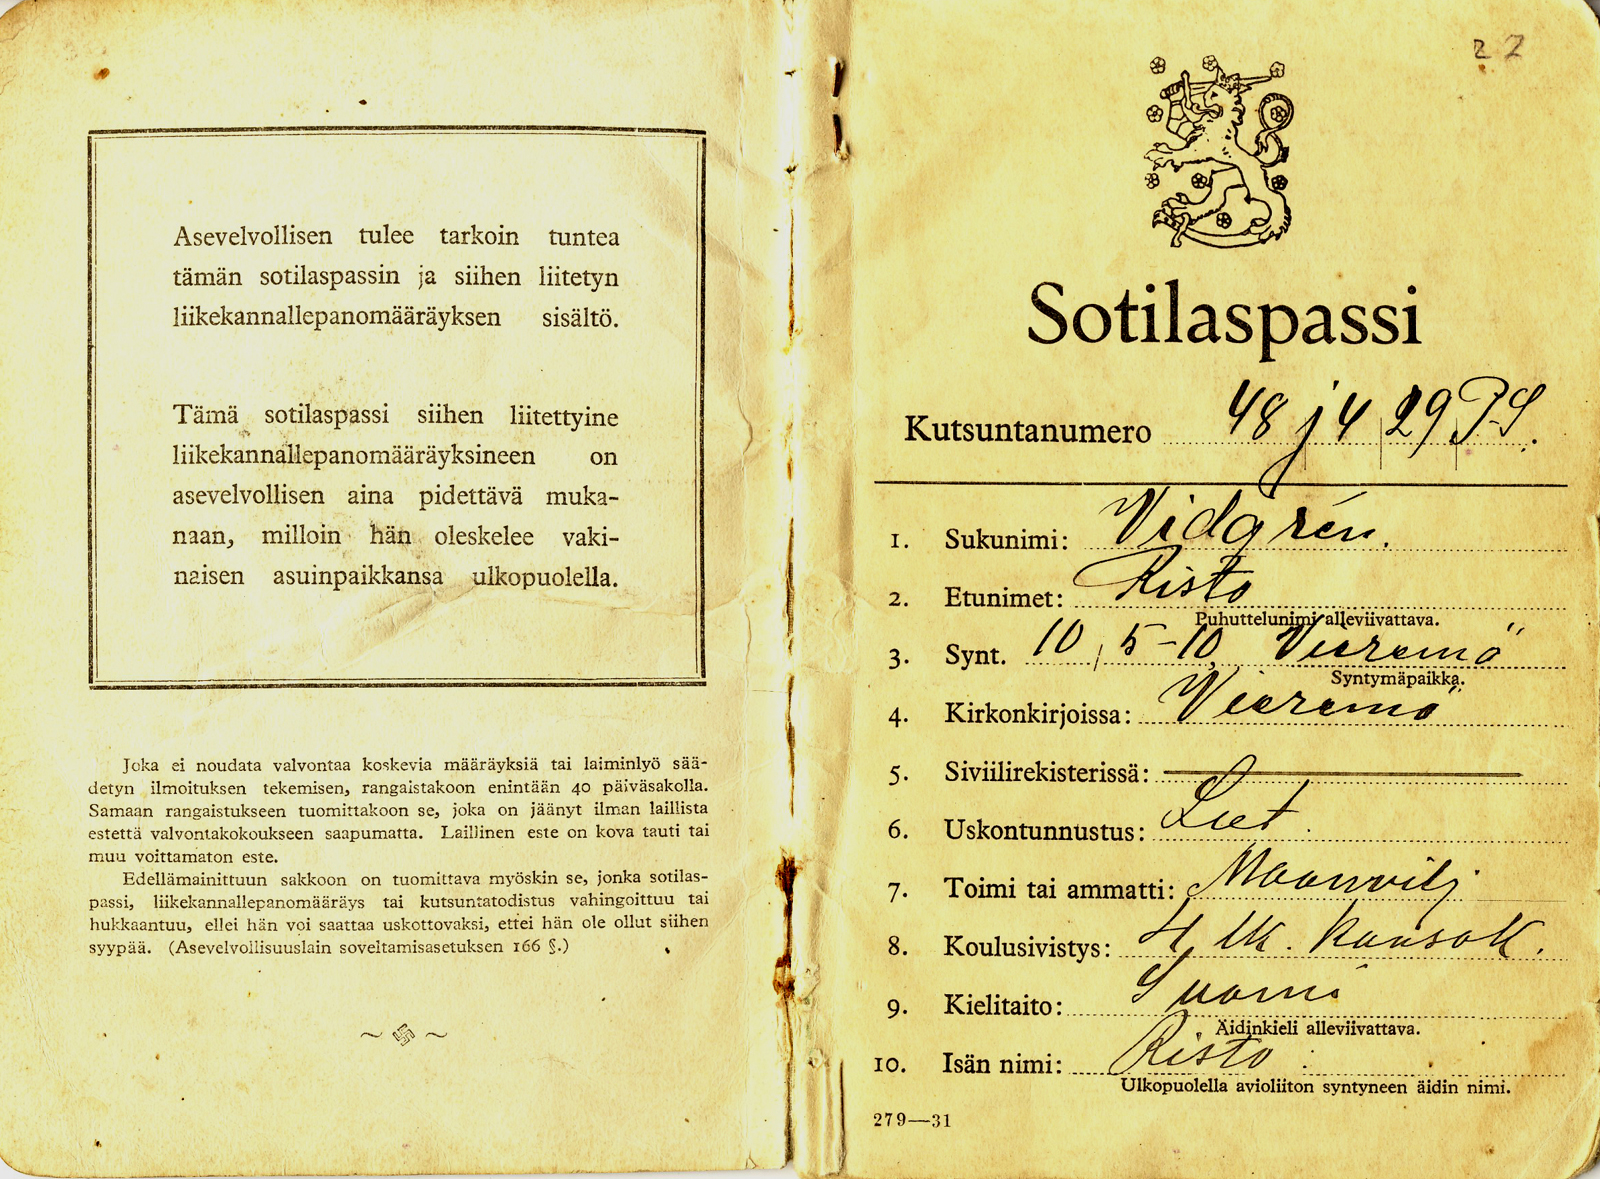 Asevelvollisen tulee tarkoin tuntea
tämän sotilaspassin ja siihen liitetyn
liikekannallepanomääräyksen sisältö.
Tämä sotilaspassi siihen liitettyine
liikekannallepanomääräyksineen on
asevelvollisen aina pidettävä muka-
naan, milloin hän oleskelee vaki-
naisen asuinpaikkansa ulkopuolella.
Joka ei noudata valvontaa koskevia määräyksiä tai laiminlyö sää-
detyn ilmoituksen tekemisen, rangaistakoon enintään 40 päiväsakolla.
Samaan rangaistukseen tuomittakoon se, joka on jäänyt ilman laillista
estettä valvontakokoukseen saapumatta. Laillinen este on kova tauti tai
muu voittamaton este.
Edellämainittuun sakkoon on tuomittava myöskin se, jonka sotilas-
passi, liikekannallepanomääräys tai kutsuntatodistus vahingoittuu tai
hukkaantuu, ellei hän voi saattaa uskottovaksi, ettei hän ole ollut siihen
syypää. (Asevelvollisuuslain soveltamisasetuksen 166 §.)
27
Sotilaspassi
Kutsuntanumero 48 j 4 29 P.S.
1. Sukunimi: Vidgrén.
2. Etunimet: Risto
Puhuttelunimi alleviivattava.
3. Synt. 10 / 5-10 Vieremä
Syntymäpaikka.
4. Kirkonkirjoissa: Vieremä
5. Siviilirekisterissä:
6. Uskontunnustus: Lut.
7. Toimi tai ammatti: Maanvilj.
8. Koulusivistys: 4 lk. kansak.
9. Kielitaito: Suomi
Äidinkieli alleviivattava.
10. Isän nimi: Risto
Ulkopuolella avioliiton syntyneen äidin nimi.
279—31